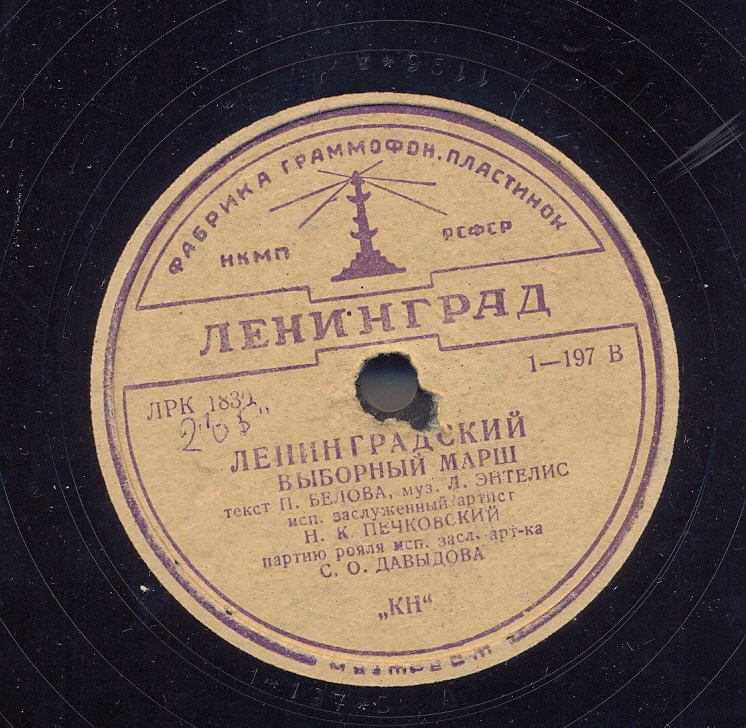 ФАБРИКА ГРАММОФОН. ПЛАСТИНОК
НКМП РСФСР
ЛЕНИНГРАД
1—197 В
ЛРК
ЛЕНИНГРАДСКИЙ
ВЫБОРНЫЙ МАРШ
текст П. БЕЛОВА, муз. Л. ЭНТЕЛИС
исп. заслуженный артист
Н. К. ПЕЧКОВСКИЙ
партию рояля исп. засл. арт-ка
С. О. ДАВЫДОВА
„КН“